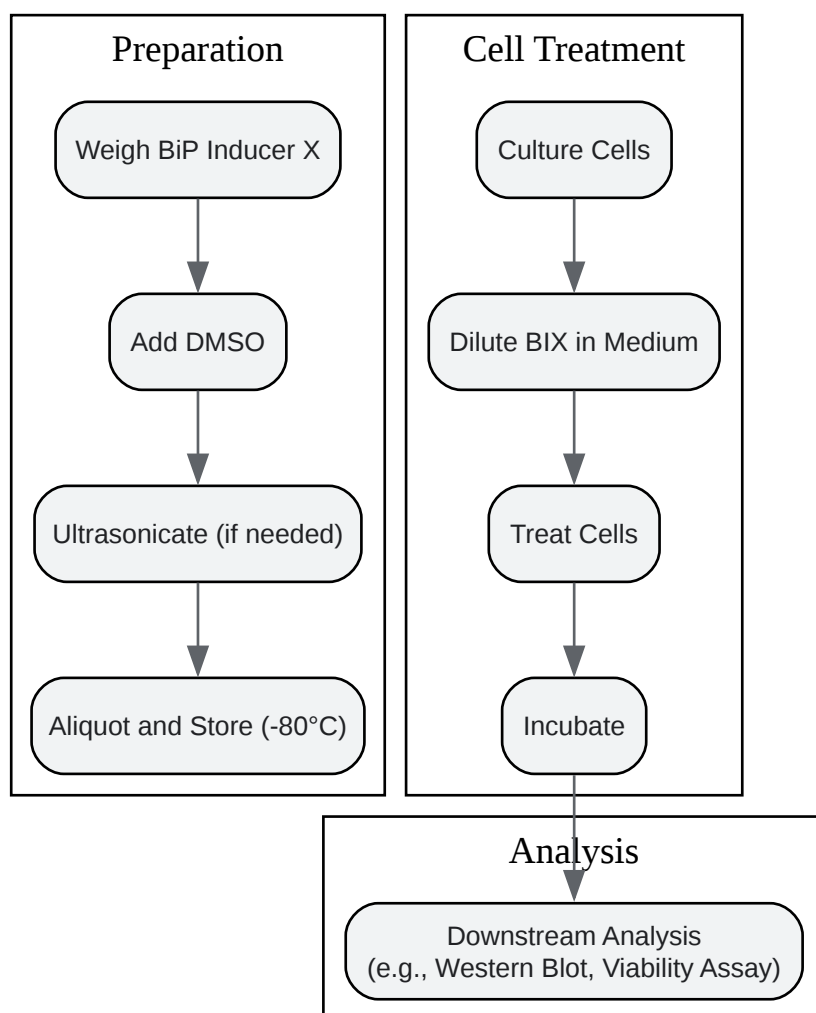 Preparation
Weigh BiP Inducer X
Add DMSO
Ultrasonicate (if needed)
Aliquot and Store (-80°C)
Cell Treatment
Culture Cells
Dilute BIX in Medium
Treat Cells
Incubate
Analysis
Downstream Analysis
(e.g., Western Blot, Viability Assay)